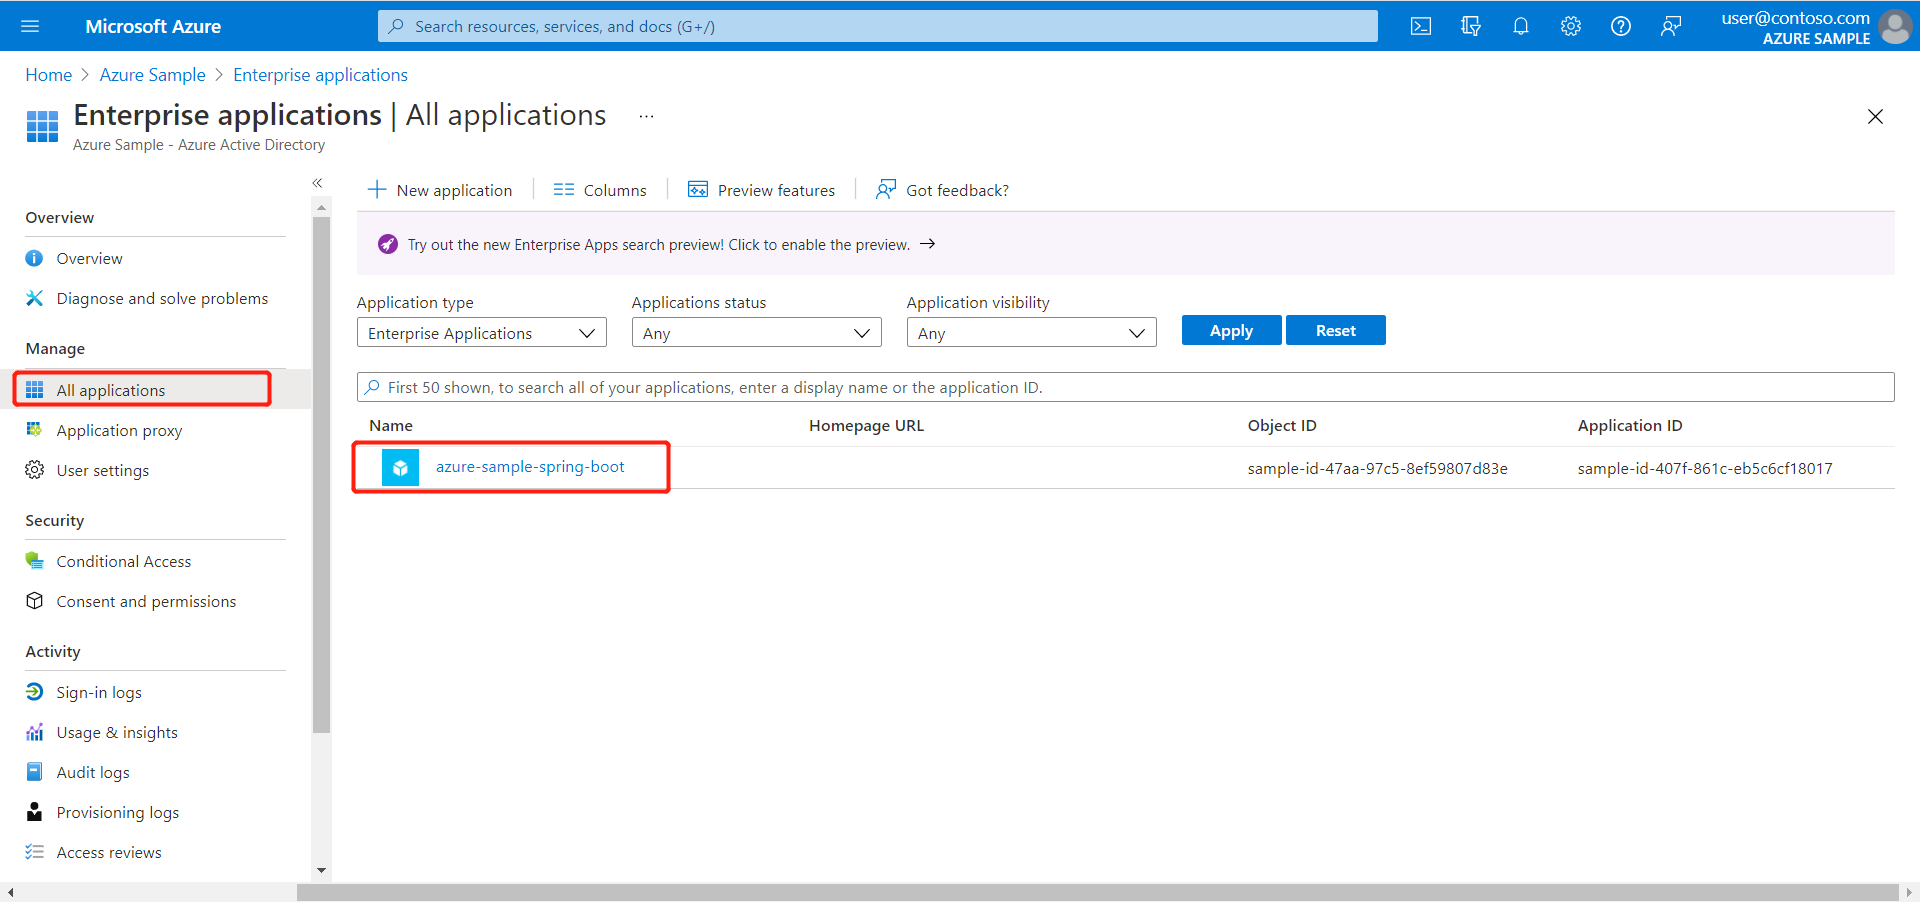 Microsoft Azure
Search resources, services, and docs (G+/)
user@contoso.com
AZURE SAMPLE
Home > Azure Sample > Enterprise applications
Enterprise applications | All applications ...
Azure Sample - Azure Active Directory
Overview
Overview
Diagnose and solve problems
Manage
All applications
Application proxy
User settings
Security
Conditional Access
Consent and permissions
Activity
Sign-in logs
Usage & insights
Audit logs
Provisioning logs
Access reviews
New application
Columns
Preview features
Got feedback?
Try out the new Enterprise Apps search preview! Click to enable the preview. →
Application type
Applications status
Application visibility
Enterprise Applications
Any
Any
Apply
Reset
First 50 shown, to search all of your applications, enter a display name or the application ID.
Name Homepage URL Object ID Application ID
azure-sample-spring-boot sample-id-47aa-97c5-8ef59807d83e sample-id-407f-861c-eb5c6cf18017